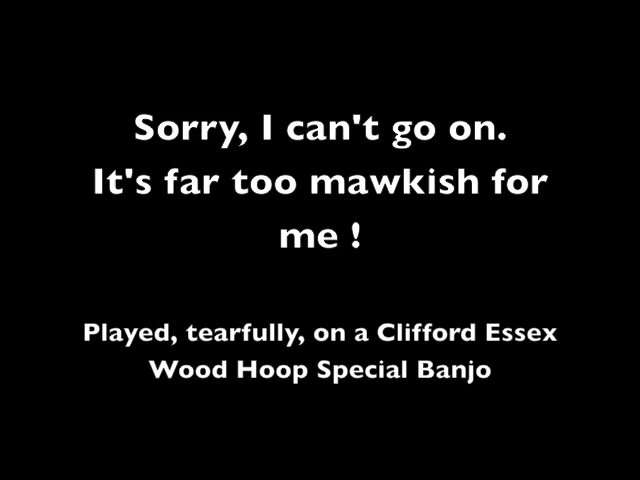 Sorry, I can't go on.
It's far too mawkish for
me !
Played, tearfully, on a Clifford Essex
Wood Hoop Special Banjo